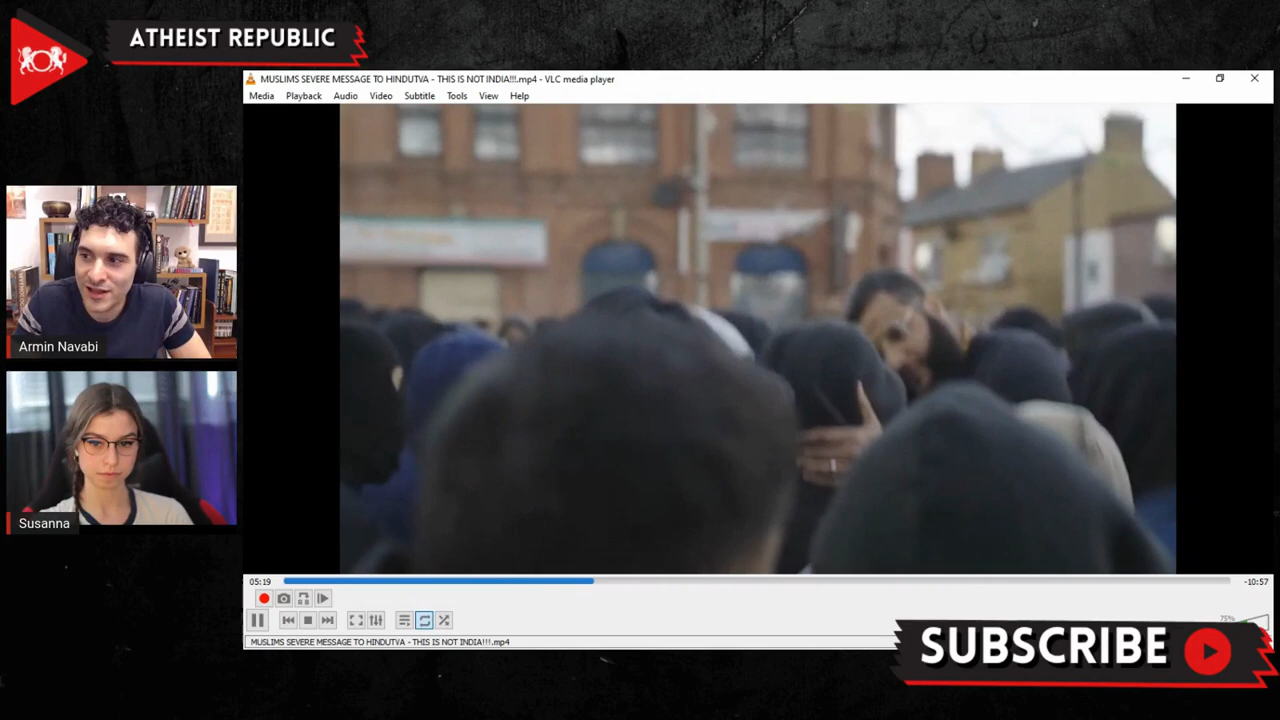 ATHEIST REPUBLIC
MUSLIMS SEVERE MESSAGE TO HINDUTVA - THIS IS NOT INDIA!!!.mp4 - VLC media player
Media Playback Audio Video Subtitle Tools View Help
Armin Navabi
Susanna
05:19
-10:57
75%
MUSLIMS SEVERE MESSAGE TO HINDUTVA - THIS IS NOT INDIA!!!.mp4
SUBSCRIBE